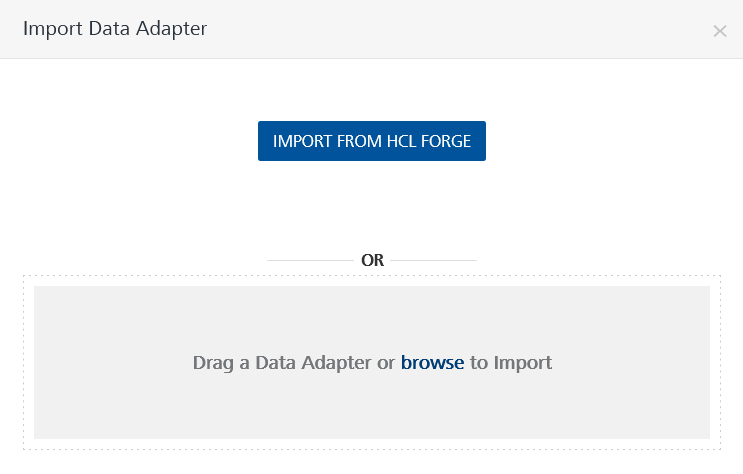 Import Data Adapter
IMPORT FROM HCL FORGE
OR
Drag a Data Adapter or browse to Import